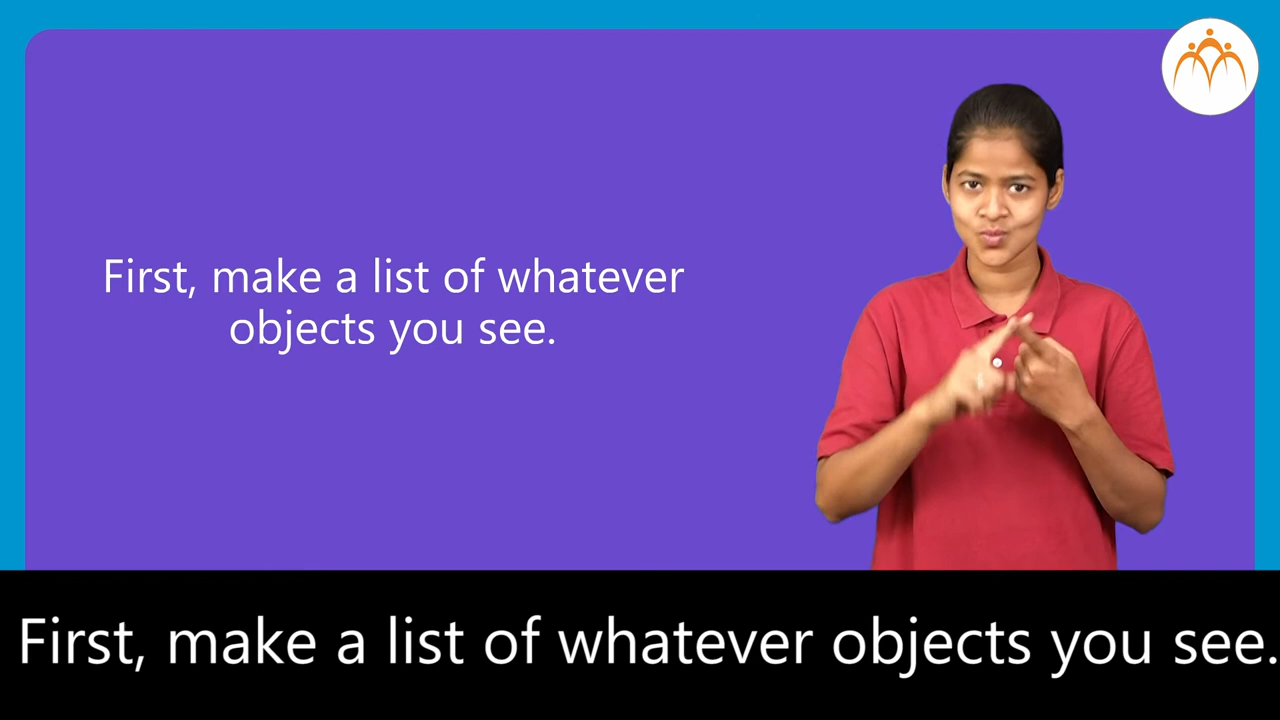 First, make a list of whatever
objects you see.
First, make a list of whatever objects you see.